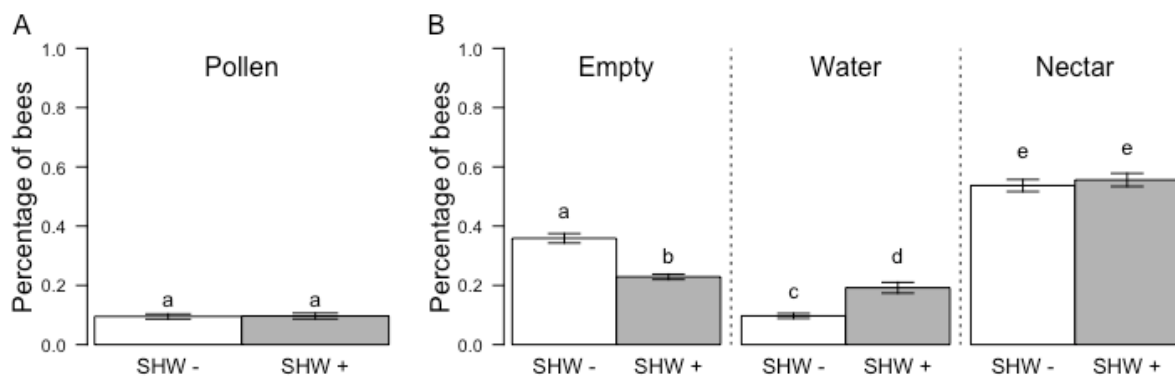 A
Pollen
Percentage of bees
1.0
0.8
0.6
0.4
0.2
0.0
a
a
SHW -
SHW +
B
Empty
Water
Nectar
Percentage of bees
1.0
0.8
0.6
0.4
0.2
0.0
a
b
c
d
e
e
SHW -
SHW +
SHW -
SHW +
SHW -
SHW +